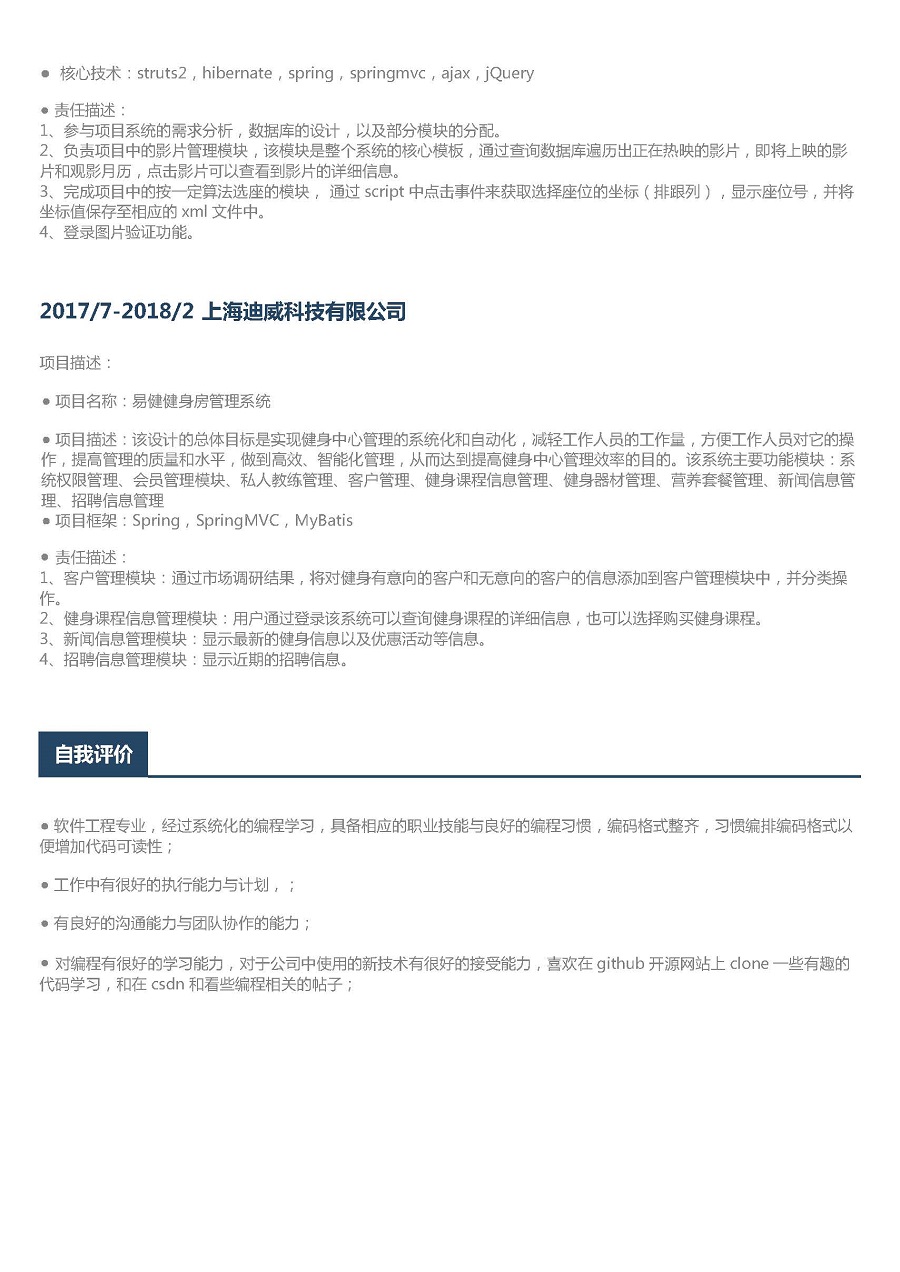 ● 核心技术：struts2，hibernate，spring，springmvc，ajax，jQuery
● 责任描述：
1、参与项目系统的需求分析，数据库的设计，以及部分模块的分配。
2、负责项目中的影片管理模块，该模块是整个系统的核心模板，通过查询数据库遍历出正在热映的影片，即将上映的影
片和观影月历，点击影片可以查看到影片的详细信息。
3、完成项目中的按一定算法选座的模块， 通过 script 中点击事件来获取选择座位的坐标（排跟列），显示座位号，并将
坐标值保存至相应的 xml 文件中。
4、登录图片验证功能。
2017/7-2018/2 上海迪威科技有限公司
项目描述：
● 项目名称：易健健身房管理系统
● 项目描述：该设计的总体目标是实现健身中心管理的系统化和自动化，减轻工作人员的工作量，方便工作人员对它的操
作，提高管理的质量和水平，做到高效、智能化管理，从而达到提高健身中心管理效率的目的。该系统主要功能模块：系
统权限管理、会员管理模块、私人教练管理、客户管理、健身课程信息管理、健身器材管理、营养套餐管理、新闻信息管
理、招聘信息管理
● 项目框架：Spring，SpringMVC，MyBatis
● 责任描述：
1、客户管理模块：通过市场调研结果，将对健身有意向的客户和无意向的客户的信息添加到客户管理模块中，并分类操
作。
2、健身课程信息管理模块：用户通过登录该系统可以查询健身课程的详细信息，也可以选择购买健身课程。
3、新闻信息管理模块：显示最新的健身信息以及优惠活动等信息。
4、招聘信息管理模块：显示近期的招聘信息。
自我评价
● 软件工程专业，经过系统化的编程学习，具备相应的职业技能与良好的编程习惯，编码格式整齐，习惯编排编码格式以
便增加代码可读性；
● 工作中有很好的执行能力与计划，；
● 有良好的沟通能力与团队协作的能力；
● 对编程有很好的学习能力，对于公司中使用的新技术有很好的接受能力，喜欢在 github 开源网站上 clone 一些有趣的
代码学习，和在 csdn 和看些编程相关的帖子；